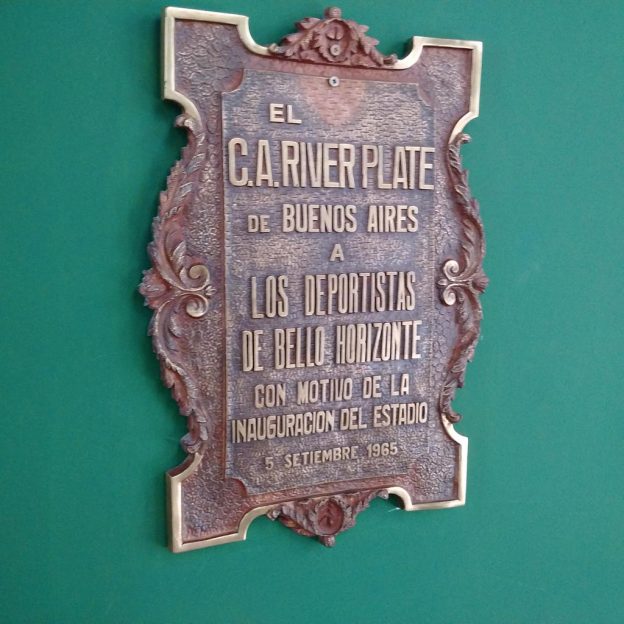 EL
C.A. RIVER PLATE
DE BUENOS AIRES
A
LOS DEPORTISTAS
DE BELLO HORIZONTE
CON MOTIVO DE LA
INAUGURACION DEL ESTADIO
5 SETIEMBRE 1965